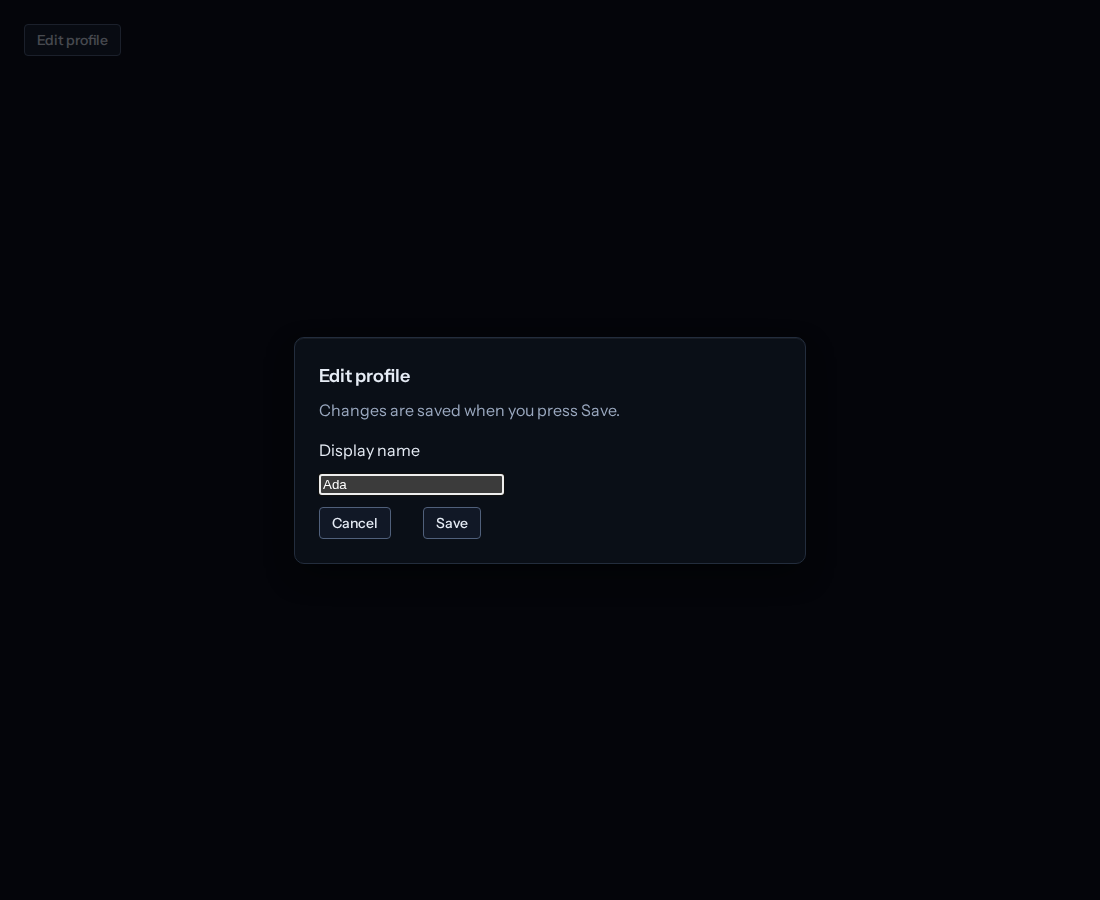 Edit profile
Edit profile
Changes are saved when you press Save.
Display name
Ada
Cancel Save